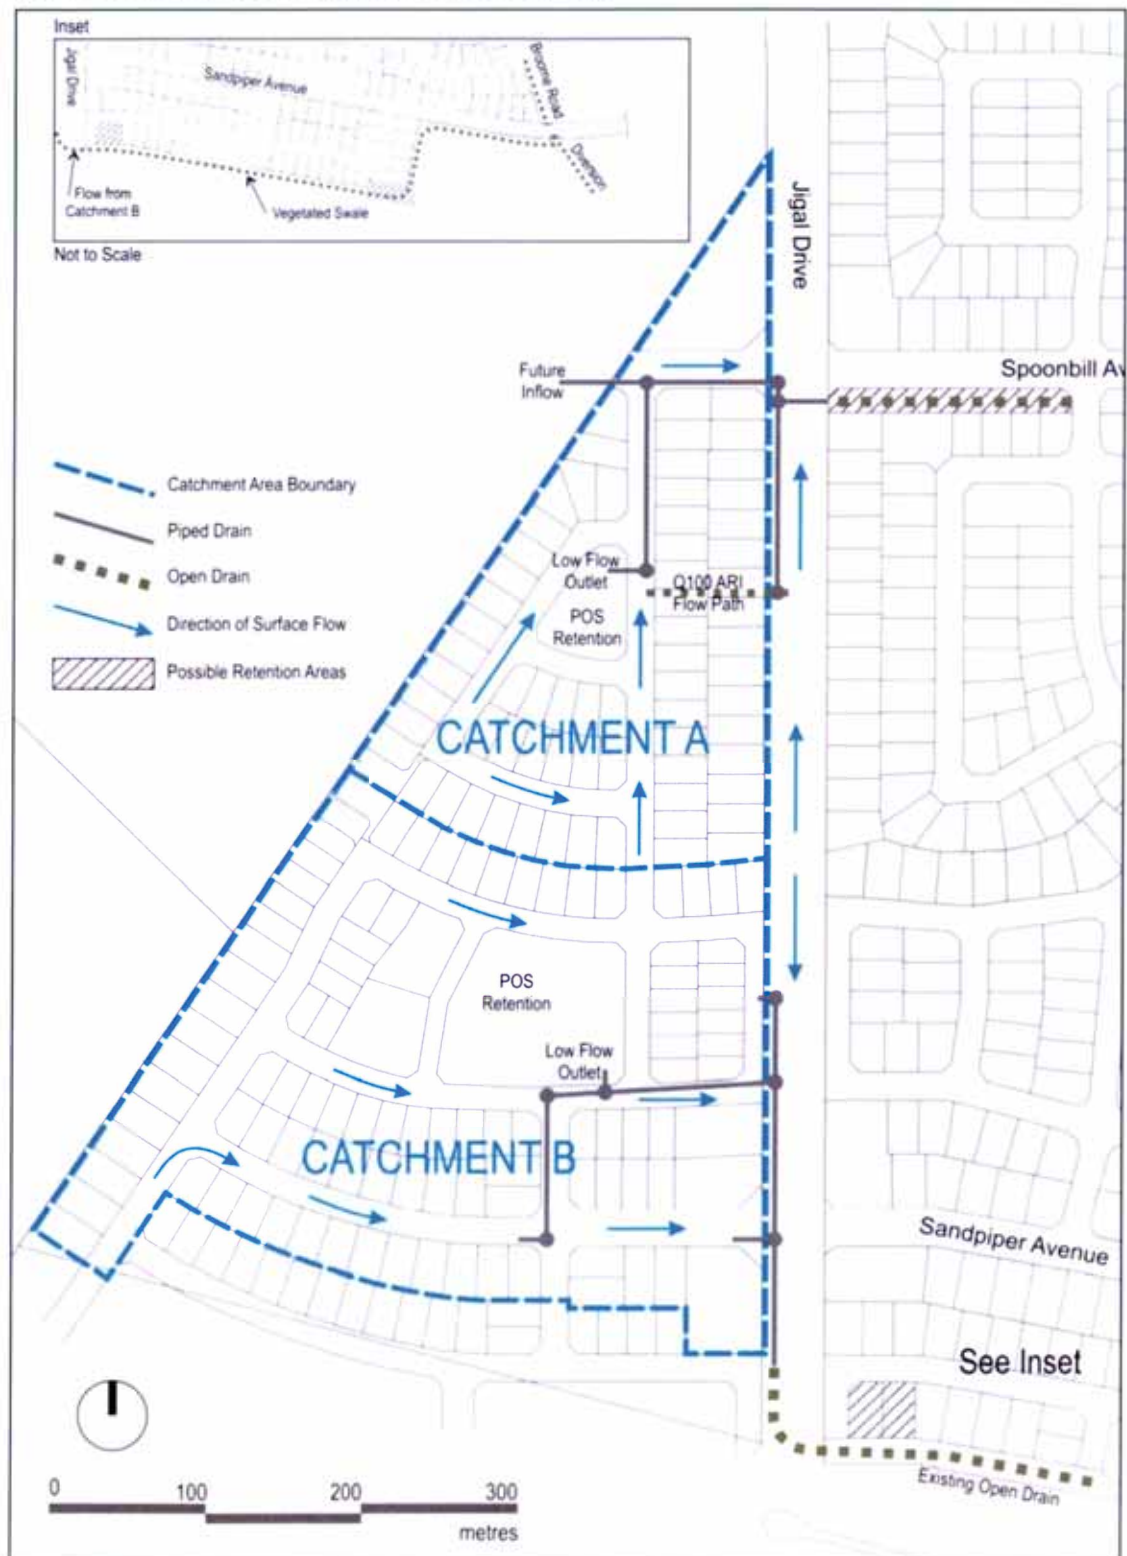 Inset
Jigal Drive
Sandpiper Avenue
Broome Road
Diversion
Flow from
Catchment B
Vegetated Swale
Not to Scale
Jigal Drive
Future
Inflow
Spoonbill Av
Catchment Area Boundary
Piped Drain
Open Drain
Direction of Surface Flow
Possible Retention Areas
Low Flow
Outlet
Q100 ARI
Flow Path
POS
Retention
CATCHMENT A
POS
Retention
Low Flow
Outlet
CATCHMENT B
Sandpiper Avenue
See Inset
Existing Open Drain
0 100 200 300
metres